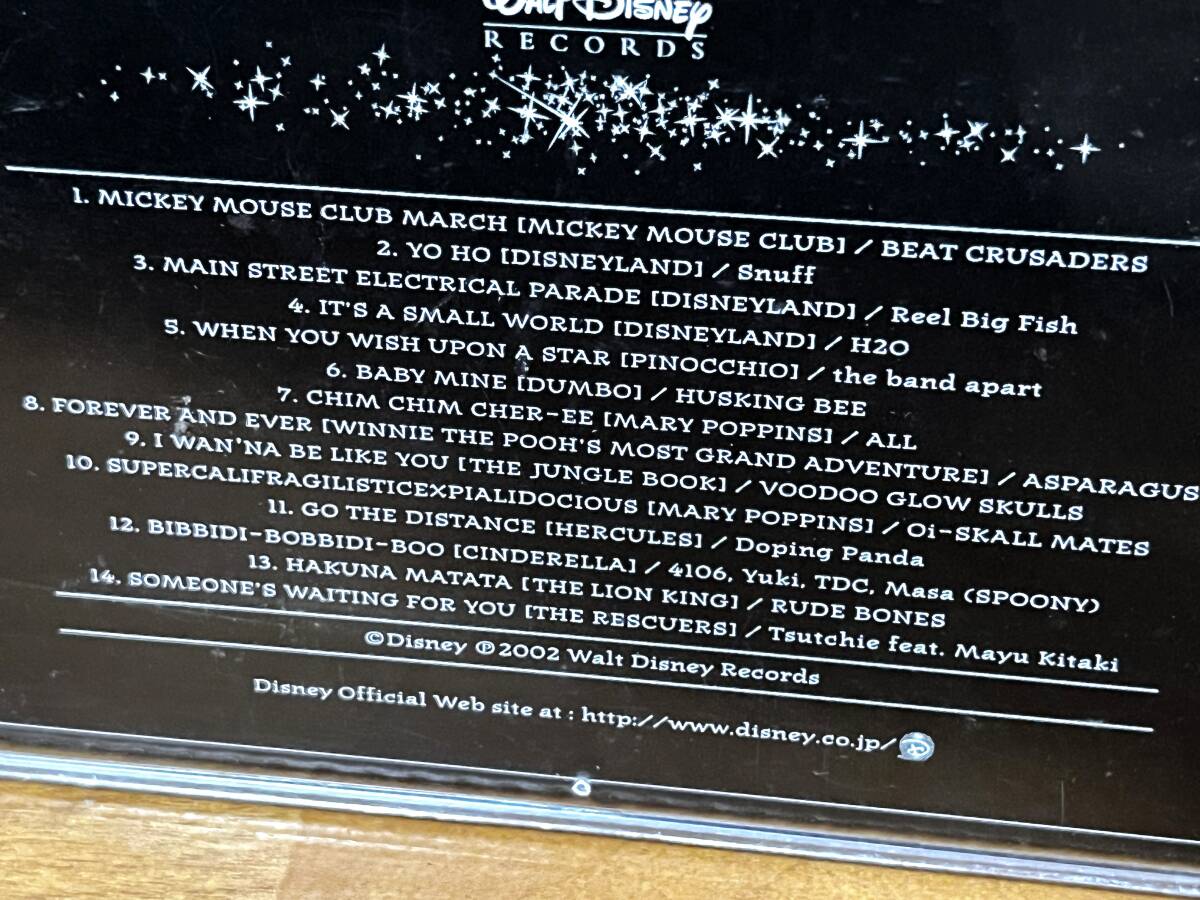 WALT DISNEY
RECORDS
1. MICKEY MOUSE CLUB MARCH [MICKEY MOUSE CLUB] / BEAT CRUSADERS
2. YO HO [DISNEYLAND] / Snuff
3. MAIN STREET ELECTRICAL PARADE [DISNEYLAND] / Reel Big Fish
4. IT'S A SMALL WORLD [DISNEYLAND] / H2O
5. WHEN YOU WISH UPON A STAR [PINOCCHIO] / the band apart
6. BABY MINE [DUMBO] / HUSKING BEE
7. CHIM CHIM CHER-EE [MARY POPPINS] / ALL
8. FOREVER AND EVER [WINNIE THE POOH'S MOST GRAND ADVENTURE] / ASPARAGUS
9. I WAN'NA BE LIKE YOU [THE JUNGLE BOOK] / VOODOO GLOW SKULLS
10. SUPERCALIFRAGILISTICEXPIALIDOCIOUS [MARY POPPINS] / Oi-SKALL MATES
11. GO THE DISTANCE [HERCULES] / Doping Panda
12. BIBBIDI-BOBBIDI-BOO [CINDERELLA] / 4106, Yuki, TDC, Masa (SPOONY)
13. HAKUNA MATATA [THE LION KING] / RUDE BONES
14. SOMEONE'S WAITING FOR YOU [THE RESCUERS] / Tsutchie feat. Mayu Kitaki
©Disney ℗2002 Walt Disney Records
Disney Official Web site at : http://www.disney.co.jp/